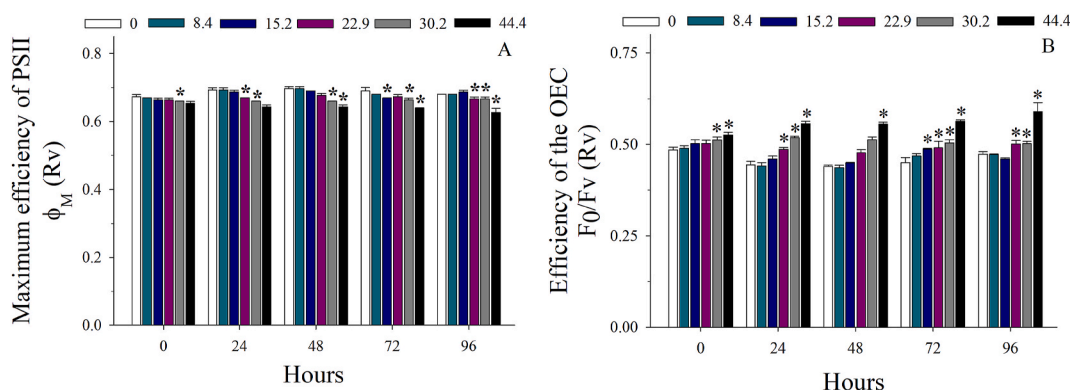 0 8.4 15.2 22.9 30.2 44.4
A
Maximum efficiency of PSII
ϕM (Rv)
0.8
0.6
0.4
0.2
0.0
* * * * * * * * * * * *
0 24 48 72 96
Hours
0 8.4 15.2 22.9 30.2 44.4
B
Efficiency of the OEC
F0/Fv (Rv)
0.75
0.50
0.25
0.00
* * * * * * * * * * * * *
0 24 48 72 96
Hours